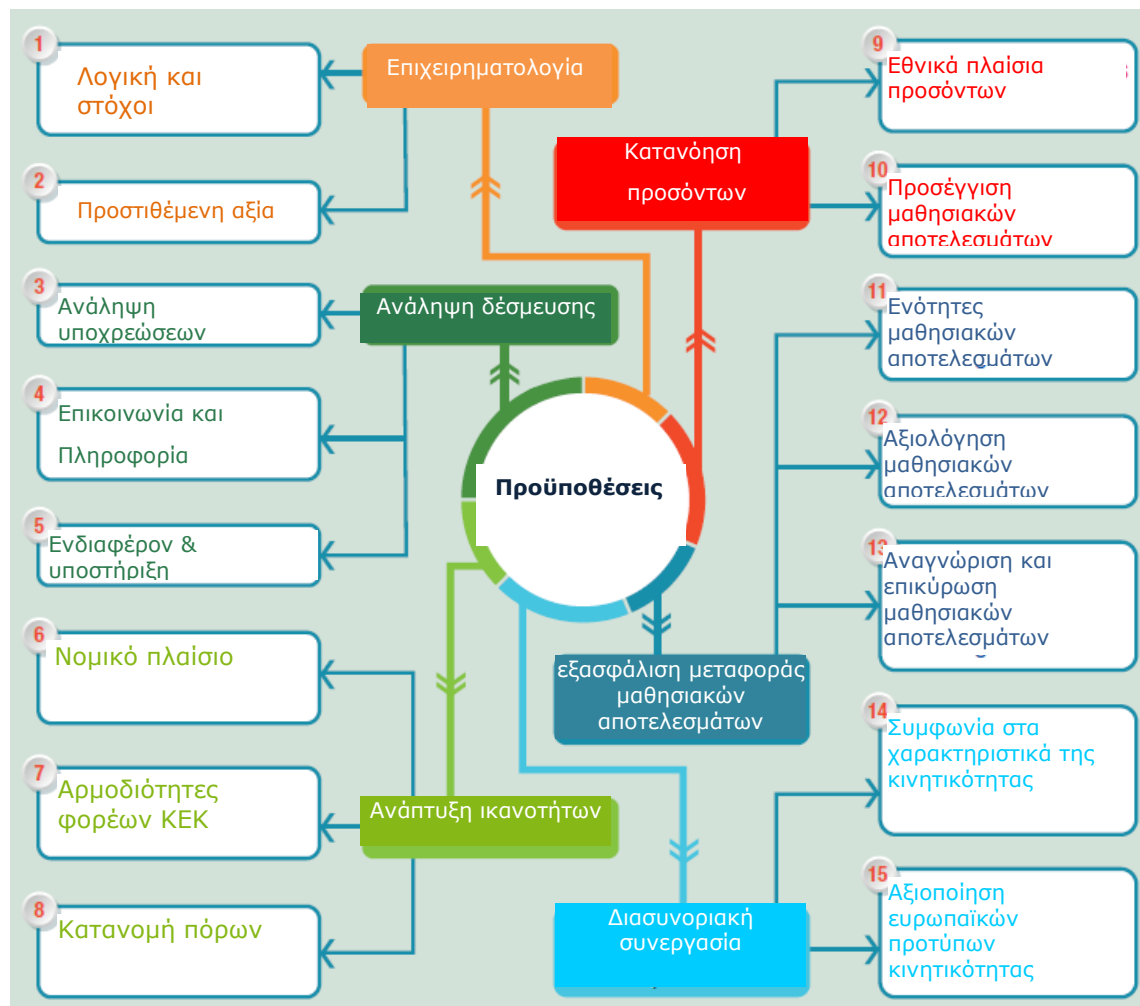 1
Λογική και
στόχοι
2
Προστιθέμενη αξία
Επιχειρηματολογία
3
Ανάληψη
υποχρεώσεων
4
Επικοινωνία και
Πληροφορία
5
Ενδιαφέρον &
υποστήριξη
Ανάληψη δέσμευσης
6
Νομικό πλαίσιο
7
Αρμοδιότητες
φορέων ΚΕΚ
8
Κατανομή πόρων
Ανάπτυξη ικανοτήτων
Προϋποθέσεις
Κατανόηση
προσόντων
9
Εθνικά πλαίσια
προσόντων
10
Προσέγγιση
μαθησιακών
αποτελεσμάτων
εξασφάλιση μεταφοράς
μαθησιακών
αποτελεσμάτων
11
Ενότητες
μαθησιακών
αποτελεσμάτων
12
Αξιολόγηση
μαθησιακών
αποτελεσμάτων
13
Αναγνώριση και
επικύρωση
μαθησιακών
αποτελεσμάτων
Διασυνοριακή
συνεργασία
14
Συμφωνία στα
χαρακτηριστικά της
κινητικότητας
15
Αξιοποίηση
ευρωπαϊκών
προτύπων
κινητικότητας